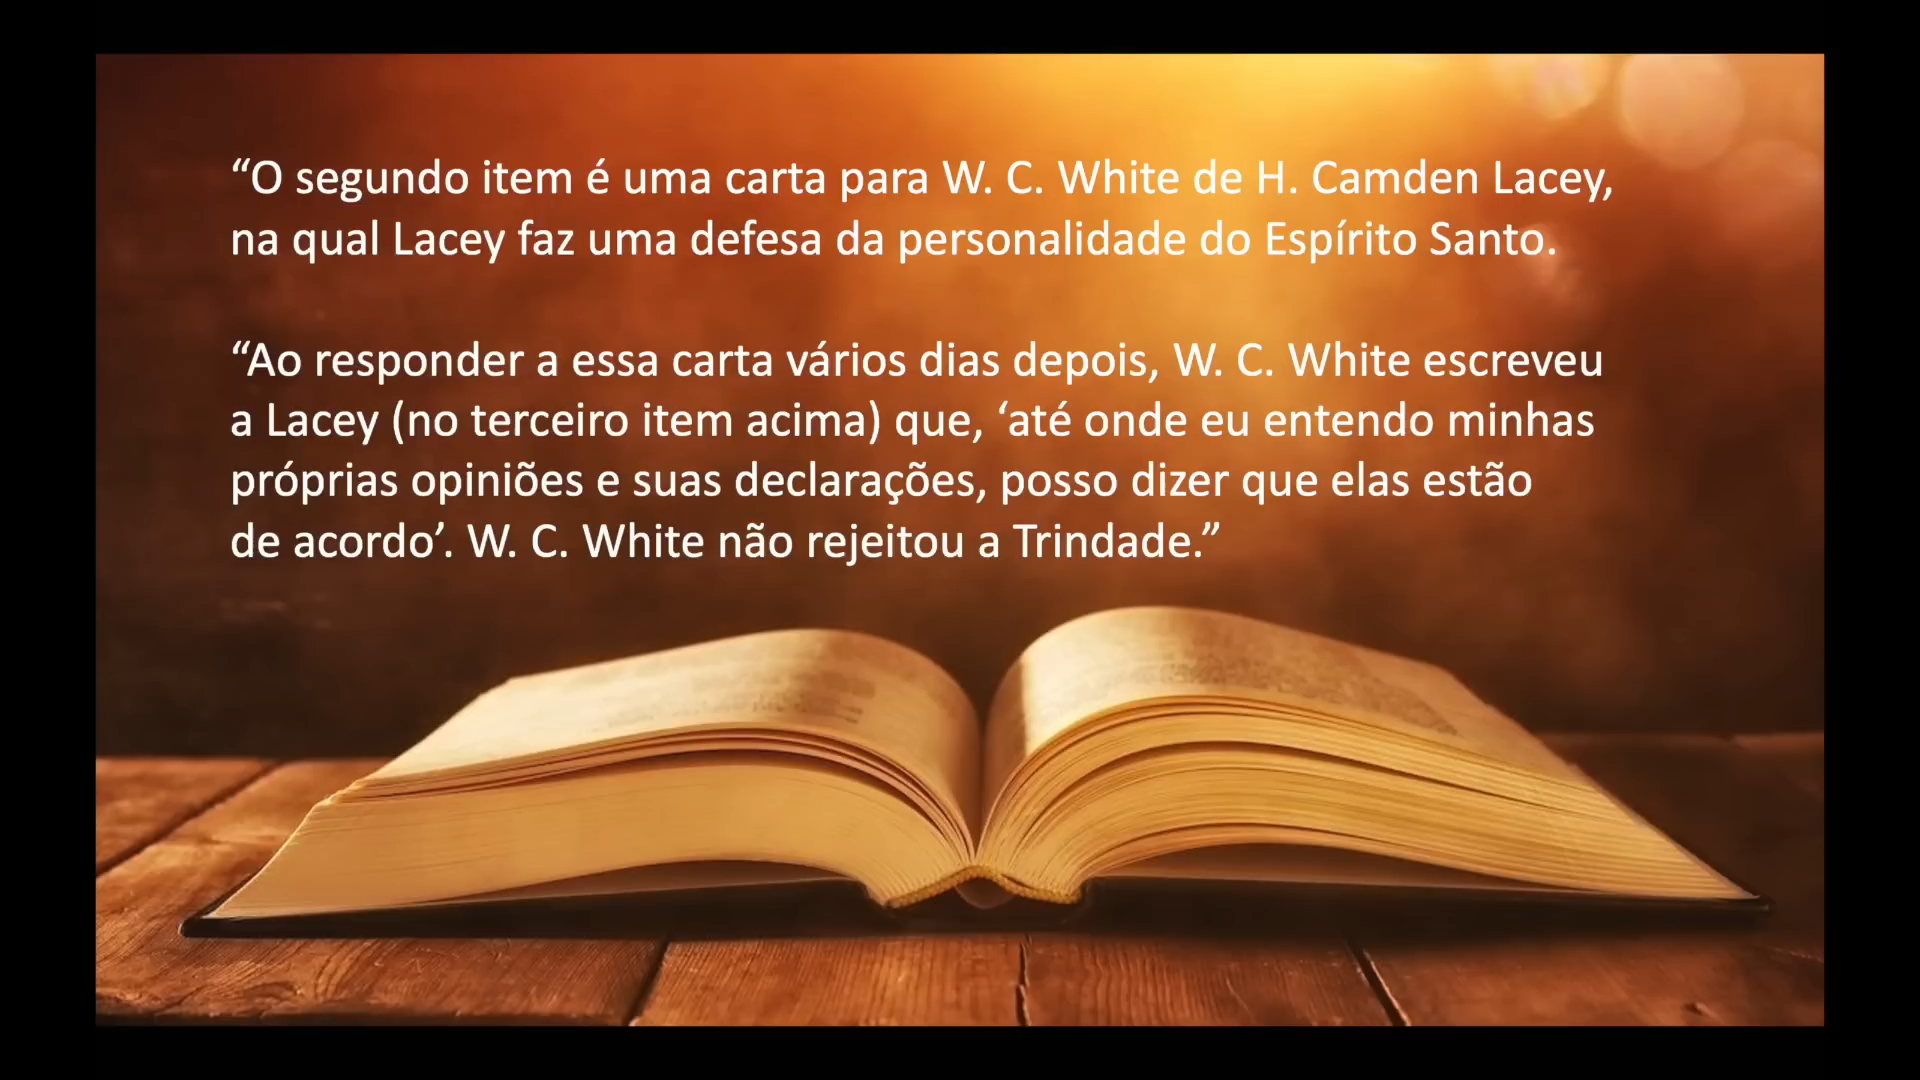 “O segundo item é uma carta para W. C. White de H. Camden Lacey,
na qual Lacey faz uma defesa da personalidade do Espírito Santo.
“Ao responder a essa carta vários dias depois, W. C. White escreveu
a Lacey (no terceiro item acima) que, ‘até onde eu entendo minhas
próprias opiniões e suas declarações, posso dizer que elas estão
de acordo’. W. C. White não rejeitou a Trindade.”